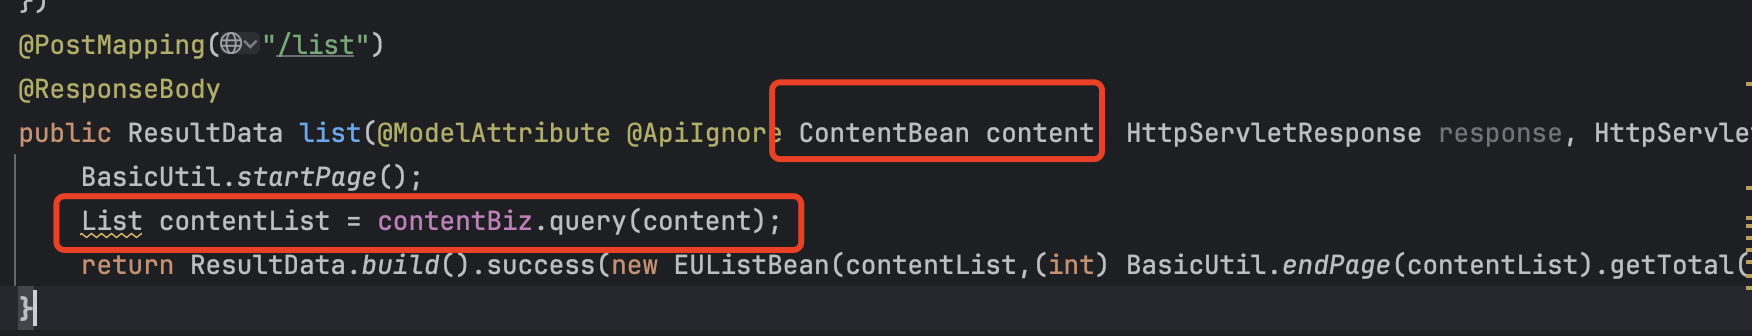 })
@PostMapping("/list")
@ResponseBody
public ResultData list(@ModelAttribute @ApiIgnore ContentBean content HttpServletResponse response, HttpServlet
BasicUtil.startPage();
List contentList = contentBiz.query(content);
return ResultData.build().success(new EUListBean(contentList,(int) BasicUtil.endPage(contentList).getTotal(
}